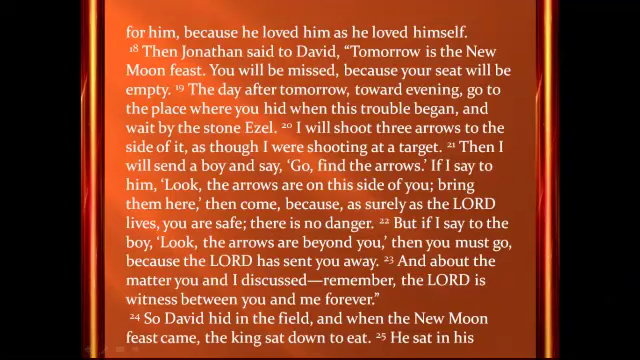 for him, because he loved him as he loved himself.
18 Then Jonathan said to David, “Tomorrow is the New
Moon feast. You will be missed, because your seat will be
empty. 19 The day after tomorrow, toward evening, go to
the place where you hid when this trouble began, and
wait by the stone Ezel. 20 I will shoot three arrows to the
side of it, as though I were shooting at a target. 21 Then I
will send a boy and say, ‘Go, find the arrows.’ If I say to
him, ‘Look, the arrows are on this side of you; bring
them here,’ then come, because, as surely as the LORD
lives, you are safe; there is no danger. 22 But if I say to the
boy, ‘Look, the arrows are beyond you,’ then you must go,
because the LORD has sent you away. 23 And about the
matter you and I discussed—remember, the LORD is
witness between you and me forever.”
24 So David hid in the field, and when the New Moon
feast came, the king sat down to eat. 25 He sat in his